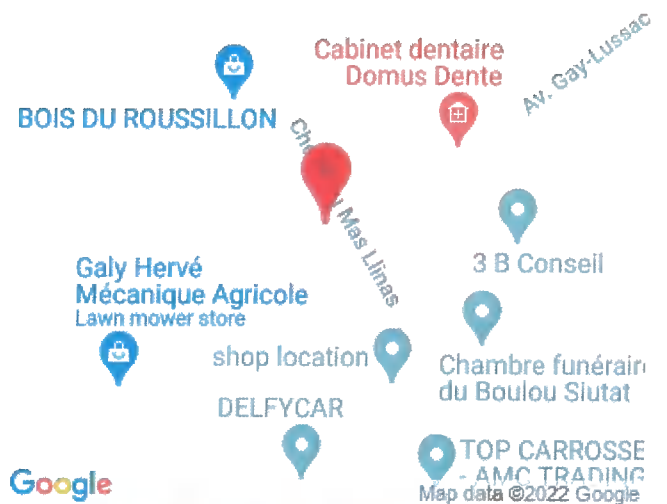 Cabinet dentaire
Domus Dente
Av. Gay-Lussac
BOIS DU ROUSSILLON
Mas Llinas
3 B Conseil
Galy Hervé
Mécanique Agricole
Lawn mower store
shop location
Chambre funérair
du Boulou Siutat
DELFYCAR
TOP CARROSSE
- AMC TRADING
Google
Map data ©2022 Google